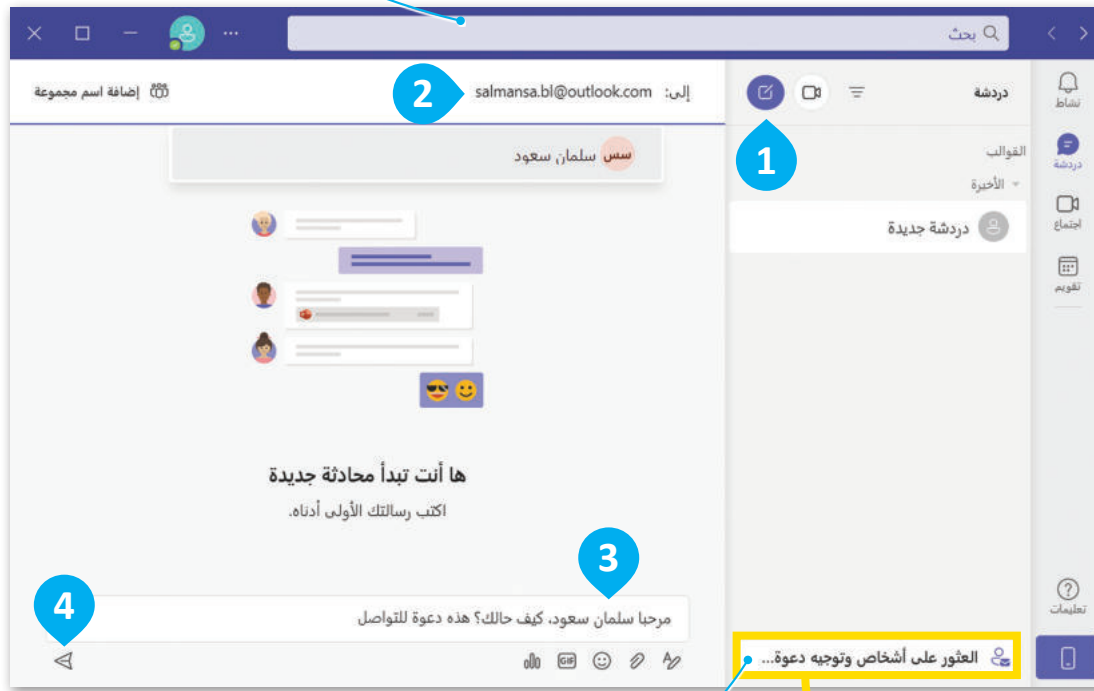 بحث
نشاط
دردشة
اجتماع
تقويم
تعليمات
دردشة
القوالب
الأخيرة
دردشة جديدة
العثور على أشخاص وتوجيه دعوة...
1
إلى: salmansa.bl@outlook.com
2
إضافة اسم مجموعة
سس سلمان سعود
ها أنت تبدأ محادثة جديدة
اكتب رسالتك الأولى أدناه.
3
مرحبا سلمان سعود، كيف حالك؟ هذه دعوة للتواصل
GIF
4